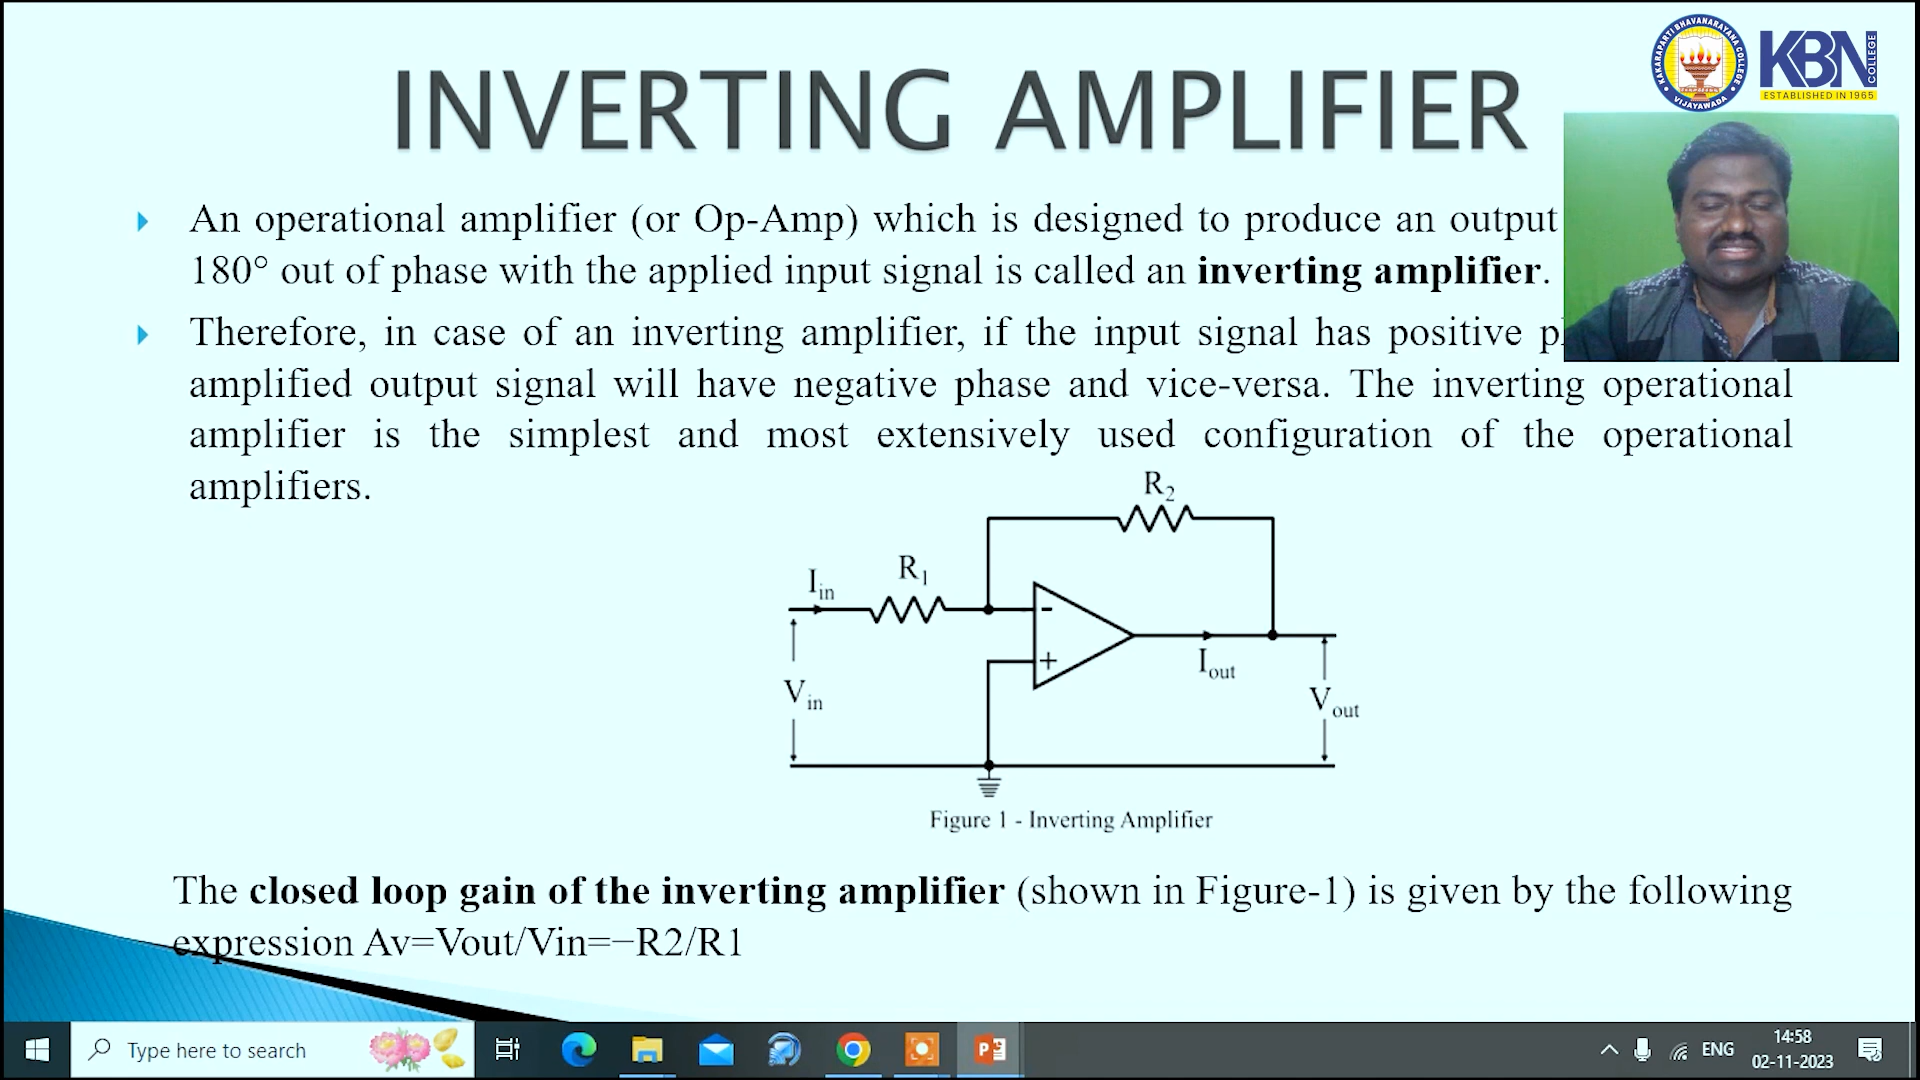 INVERTING AMPLIFIER
KAKARAPARTI BHAVANARAYANA COLLEGE
VIJAYAWADA
KBN
COLLEGE
ESTABLISHED IN 1965
An operational amplifier (or Op-Amp) which is designed to produce an output
180° out of phase with the applied input signal is called an inverting amplifier.
Therefore, in case of an inverting amplifier, if the input signal has positive
amplified output signal will have negative phase and vice-versa. The inverting operational
amplifier is the simplest and most extensively used configuration of the operational
amplifiers.
R2
R1
Iin
-
+
Iout
Vin
Vout
Figure 1 - Inverting Amplifier
The closed loop gain of the inverting amplifier (shown in Figure-1) is given by the following
expression Av=Vout/Vin=−R2/R1
Type here to search
ENG
14:58
02-11-2023